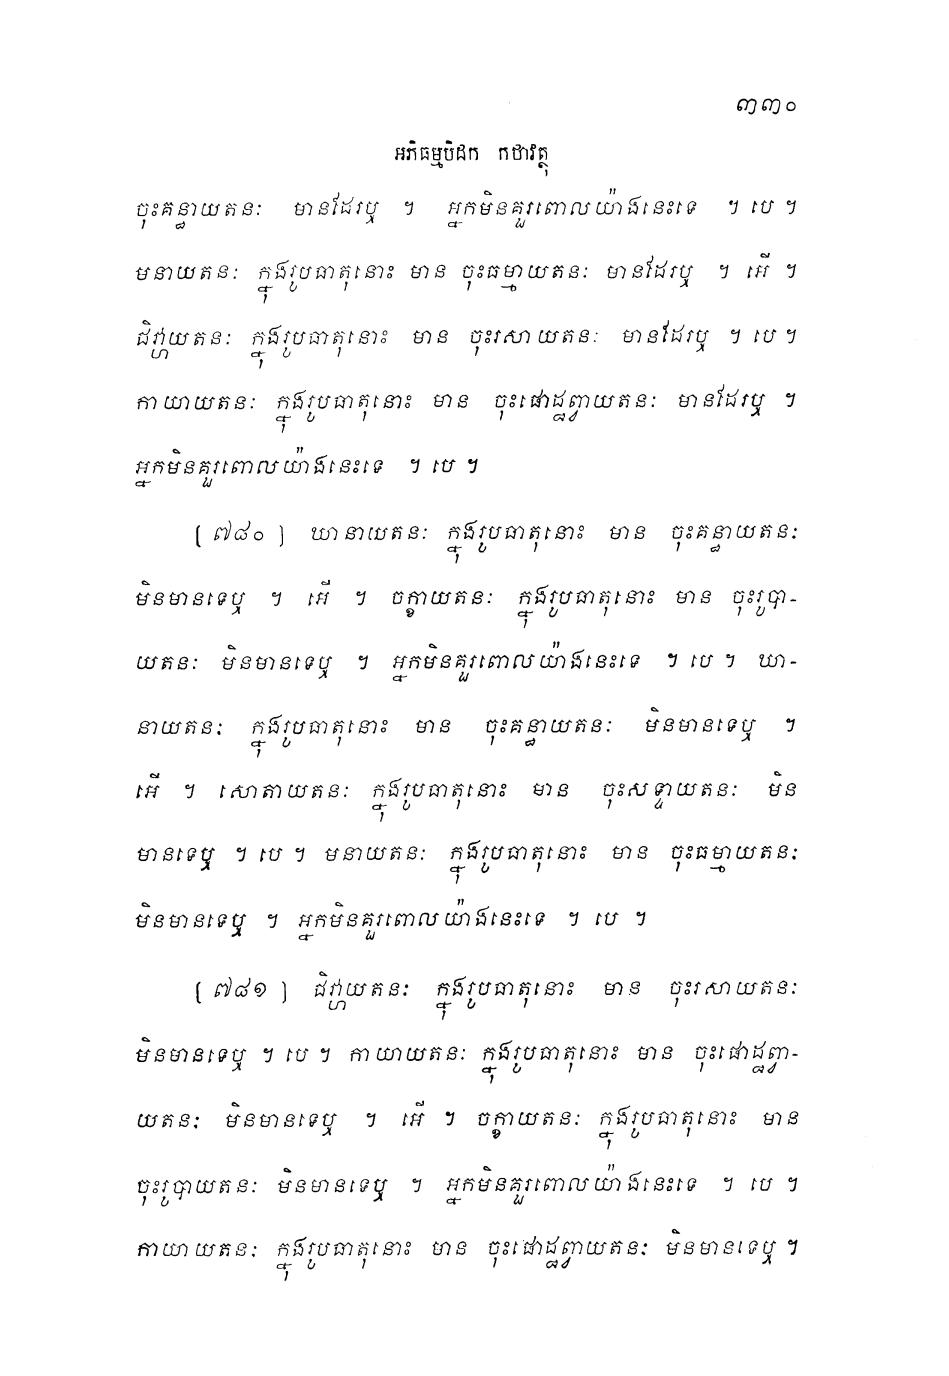 ៣៣០
អភិធម្មបិដក កថាវត្ថុ
ចុះគន្ធាយតនៈ មានដែរឬ ។ អ្នកមិនគួរពោលយ៉ាងនេះទេ ។ បេ ។
មនាយតនៈ ក្នុងរូបធាតុនោះ មាន ចុះធម្មាយតនៈ មានដែរឬ ។ អើ ។
ជិវ្ហាយតនៈ ក្នុងរូបធាតុនោះ មាន ចុះរសាយតនៈ មានដែរឬ ។ បេ ។
កាយាយតនៈ ក្នុងរូបធាតុនោះ មាន ចុះផោដ្ឋព្វាយតនៈ មានដែរឬ ។
អ្នកមិនគួរពោលយ៉ាងនេះទេ ។ បេ ។
[ ៧៨០ ] ឃានាយតនៈ ក្នុងរូបធាតុនោះ មាន ចុះគន្ធាយតនៈ
មិនមានទេឬ ។ អើ ។ ចក្ខាយតនៈ ក្នុងរូបធាតុនោះ មាន ចុះរូបា-
យតនៈ មិនមានទេឬ ។ អ្នកមិនគួរពោលយ៉ាងនេះទេ ។ បេ ។ ឃា-
នាយតនៈ ក្នុងរូបធាតុនោះ មាន ចុះគន្ធាយតនៈ មិនមានទេឬ ។
អើ ។ សោតាយតនៈ ក្នុងរូបធាតុនោះ មាន ចុះសទ្ទាយតនៈ មិន
មានទេឬ ។ បេ ។ មនាយតនៈ ក្នុងរូបធាតុនោះ មាន ចុះធម្មាយតនៈ
មិនមានទេឬ ។ អ្នកមិនគួរពោលយ៉ាងនេះទេ ។ បេ ។
[ ៧៨១ ] ជិវ្ហាយតនៈ ក្នុងរូបធាតុនោះ មាន ចុះរសាយតនៈ
មិនមានទេឬ ។ បេ ។ កាយាយតនៈ ក្នុងរូបធាតុនោះ មាន ចុះផោដ្ឋព្វា-
យតនៈ មិនមានទេឬ ។ អើ ។ ចក្ខាយតនៈ ក្នុងរូបធាតុនោះ មាន
ចុះរូបាយតនៈ មិនមានទេឬ ។ អ្នកមិនគួរពោលយ៉ាងនេះទេ ។ បេ ។
កាយាយតនៈ ក្នុងរូបធាតុនោះ មាន ចុះផោដ្ឋព្វាយតនៈ មិនមានទេឬ ។